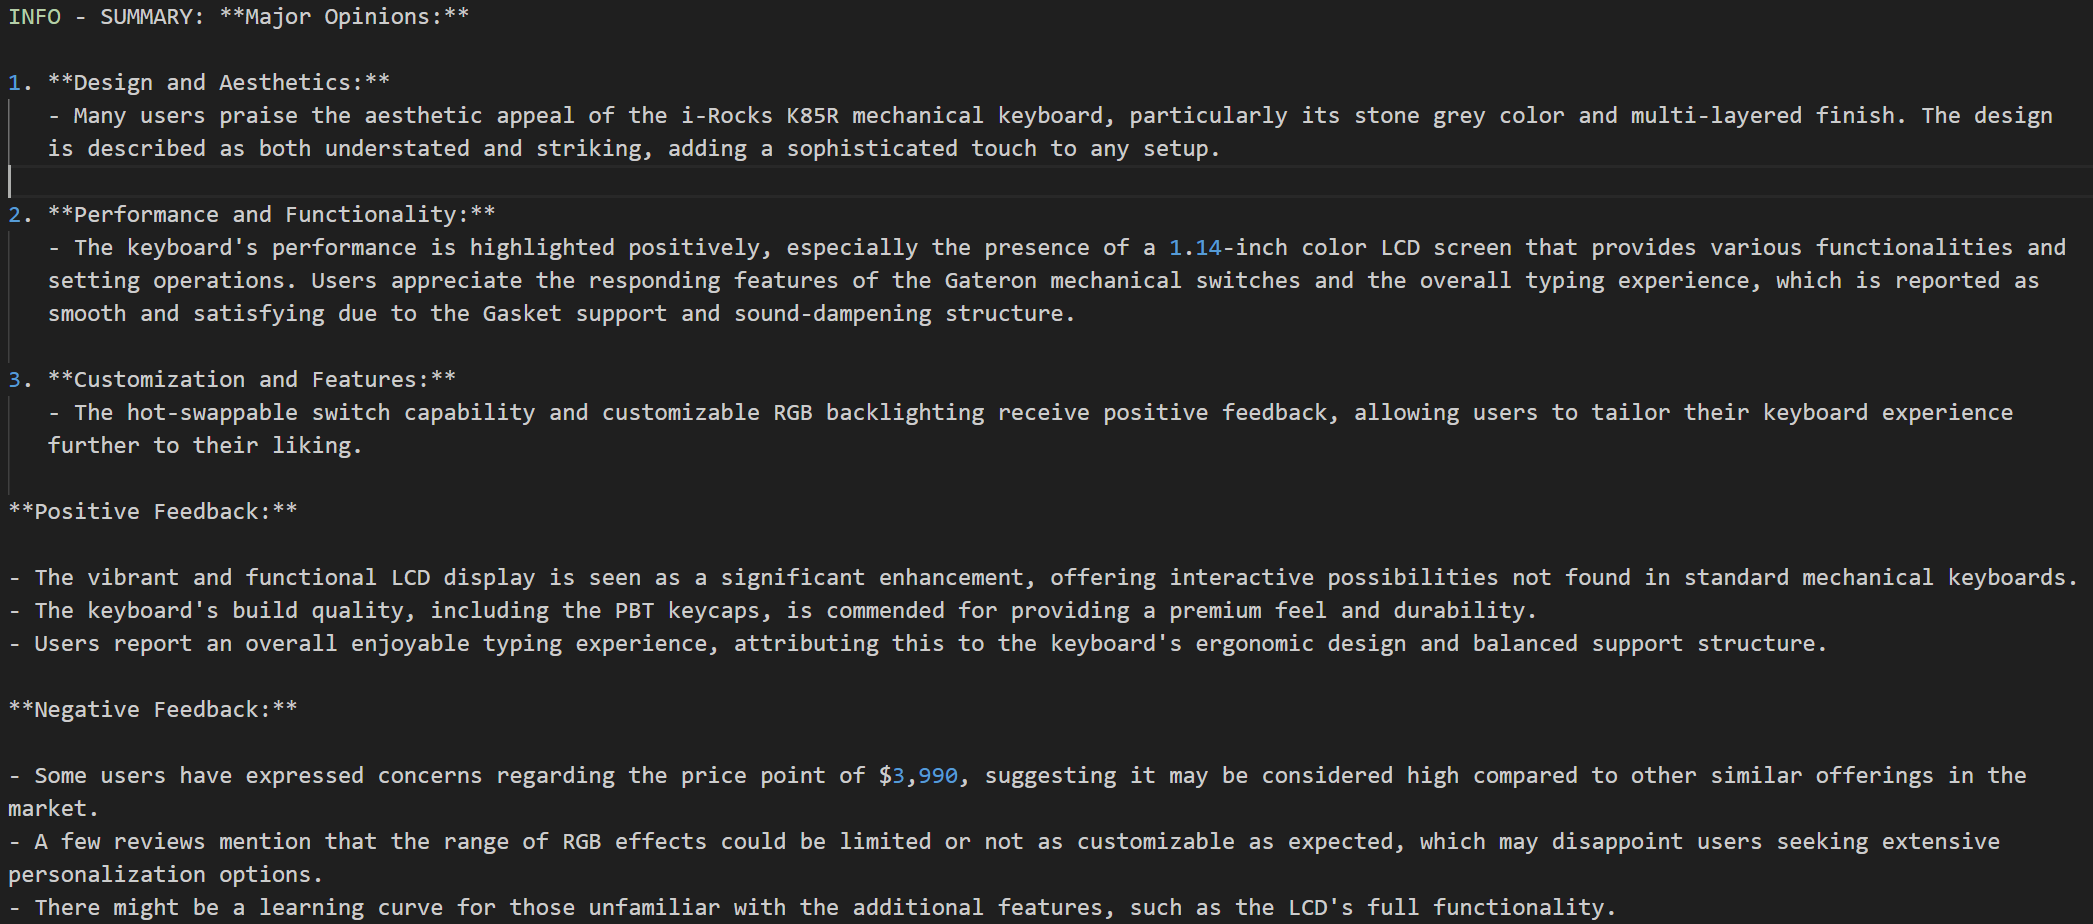 INFO - SUMMARY: **Major Opinions:**
1. **Design and Aesthetics:**
- Many users praise the aesthetic appeal of the i-Rocks K85R mechanical keyboard, particularly its stone grey color and multi-layered finish. The design
is described as both understated and striking, adding a sophisticated touch to any setup.
2. **Performance and Functionality:**
- The keyboard's performance is highlighted positively, especially the presence of a 1.14-inch color LCD screen that provides various functionalities and
setting operations. Users appreciate the responding features of the Gateron mechanical switches and the overall typing experience, which is reported as
smooth and satisfying due to the Gasket support and sound-dampening structure.
3. **Customization and Features:**
- The hot-swappable switch capability and customizable RGB backlighting receive positive feedback, allowing users to tailor their keyboard experience
further to their liking.
**Positive Feedback:**
- The vibrant and functional LCD display is seen as a significant enhancement, offering interactive possibilities not found in standard mechanical keyboards.
- The keyboard's build quality, including the PBT keycaps, is commended for providing a premium feel and durability.
- Users report an overall enjoyable typing experience, attributing this to the keyboard's ergonomic design and balanced support structure.
**Negative Feedback:**
- Some users have expressed concerns regarding the price point of $3,990, suggesting it may be considered high compared to other similar offerings in the
market.
- A few reviews mention that the range of RGB effects could be limited or not as customizable as expected, which may disappoint users seeking extensive
personalization options.
- There might be a learning curve for those unfamiliar with the additional features, such as the LCD's full functionality.